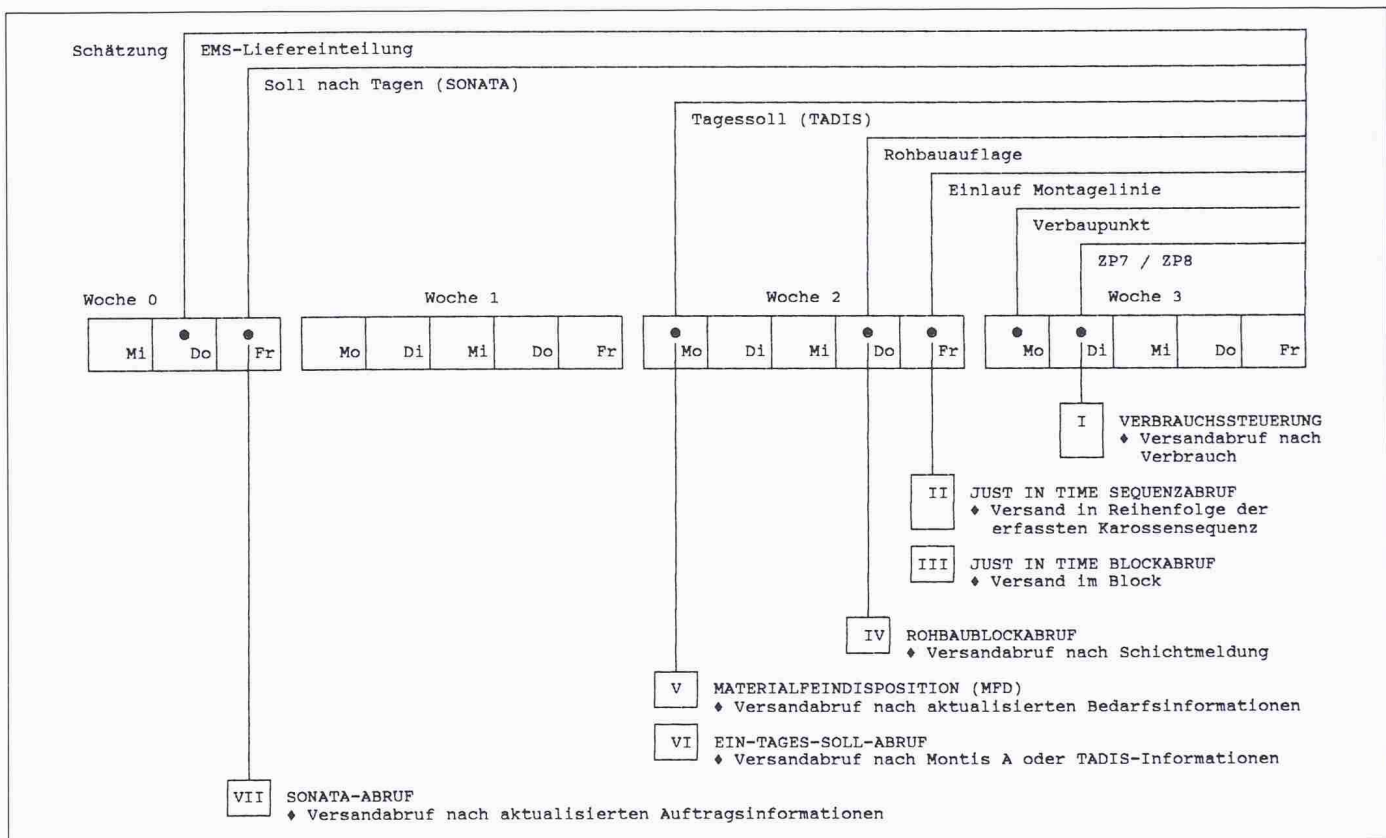 Schätzung EMS-Liefereinteilung
Soll nach Tagen (SONATA)
Tagessoll (TADIS)
Rohbauauflage
Einlauf Montagelinie
Verbaupunkt
ZP7 / ZP8
Woche 0 Woche 1 Woche 2 Woche 3
Mi Do Fr Mo Di Mi Do Fr Mo Di Mi Do Fr Mo Di Mi Do Fr
I VERBRAUCHSSTEUERUNG
♦ Versandabruf nach
Verbrauch
II JUST IN TIME SEQUENZABRUF
♦ Versand in Reihenfolge der
erfassten Karossensequenz
III JUST IN TIME BLOCKABRUF
♦ Versand im Block
IV ROHBAUBLOCKABRUF
♦ Versandabruf nach Schichtmeldung
V MATERIALFEINDISPOSITION (MFD)
♦ Versandabruf nach aktualisierten Bedarfsinformationen
VI EIN-TAGES-SOLL-ABRUF
♦ Versandabruf nach Montis A oder TADIS-Informationen
VII SONATA-ABRUF
♦ Versandabruf nach aktualisierten Auftragsinformationen